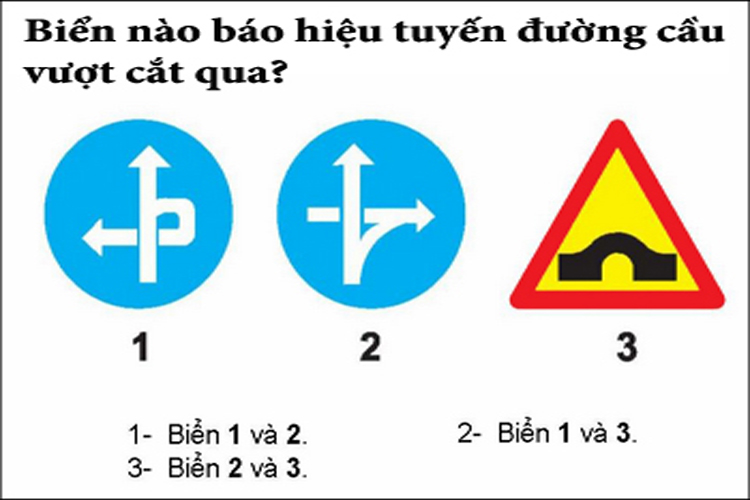 Biển nào báo hiệu tuyến đường cầu
vượt cắt qua?
1 2 3
1- Biển 1 và 2. 2- Biển 1 và 3.
3- Biển 2 và 3.